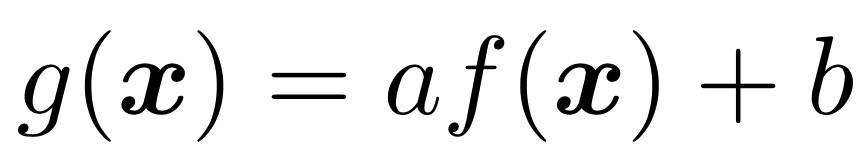 g(𝒙) = af(𝒙) + b